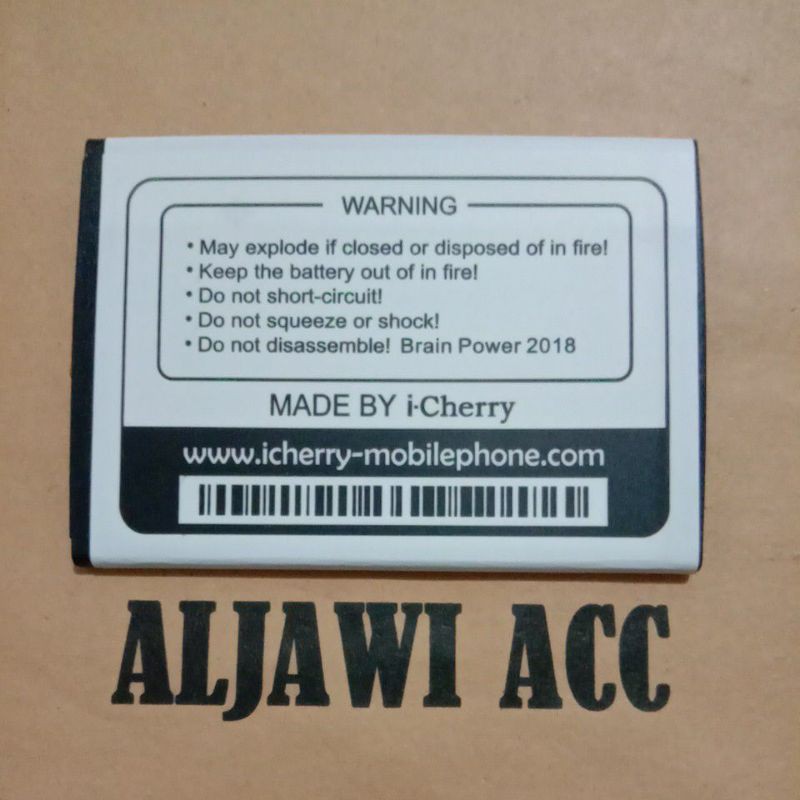 WARNING
• May explode if closed or disposed of in fire!
• Keep the battery out of in fire!
• Do not short-circuit!
• Do not squeeze or shock!
• Do not disassemble! Brain Power 2018
MADE BY i-Cherry
www.icherry-mobilephone.com
ALJAWI ACC